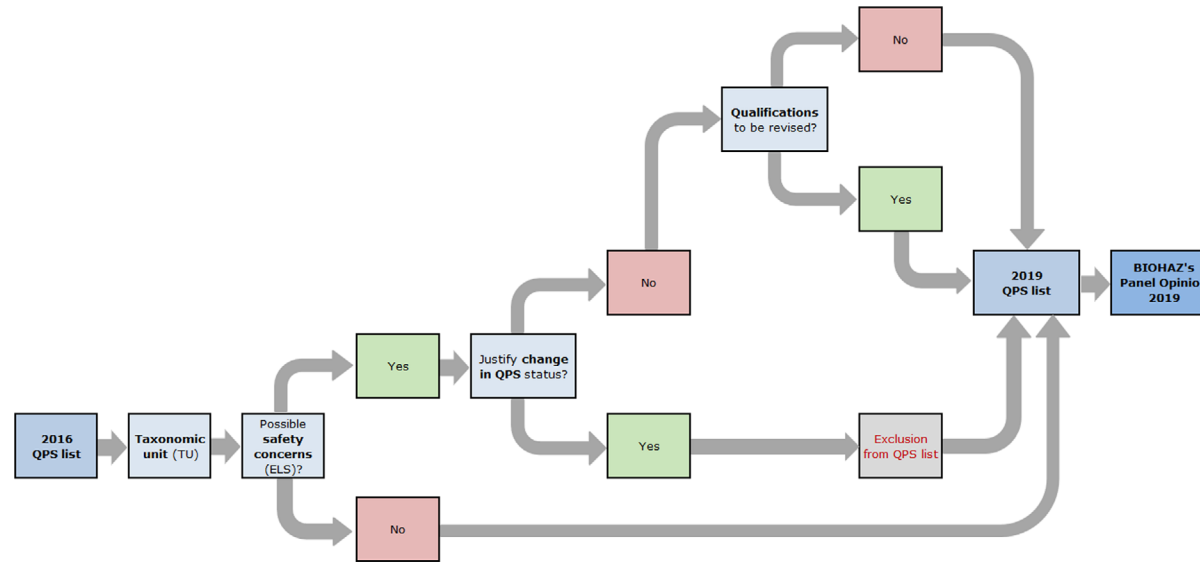 No
Qualifications
to be revised?
Yes
No
2019
QPS list
BIOHAZ's
Panel Opinio
2019
Yes
Justify change
in QPS status?
2016
QPS list
Taxonomic
unit (TU)
Possible
safety
concerns
(ELS)?
Yes
Exclusion
from QPS list
No